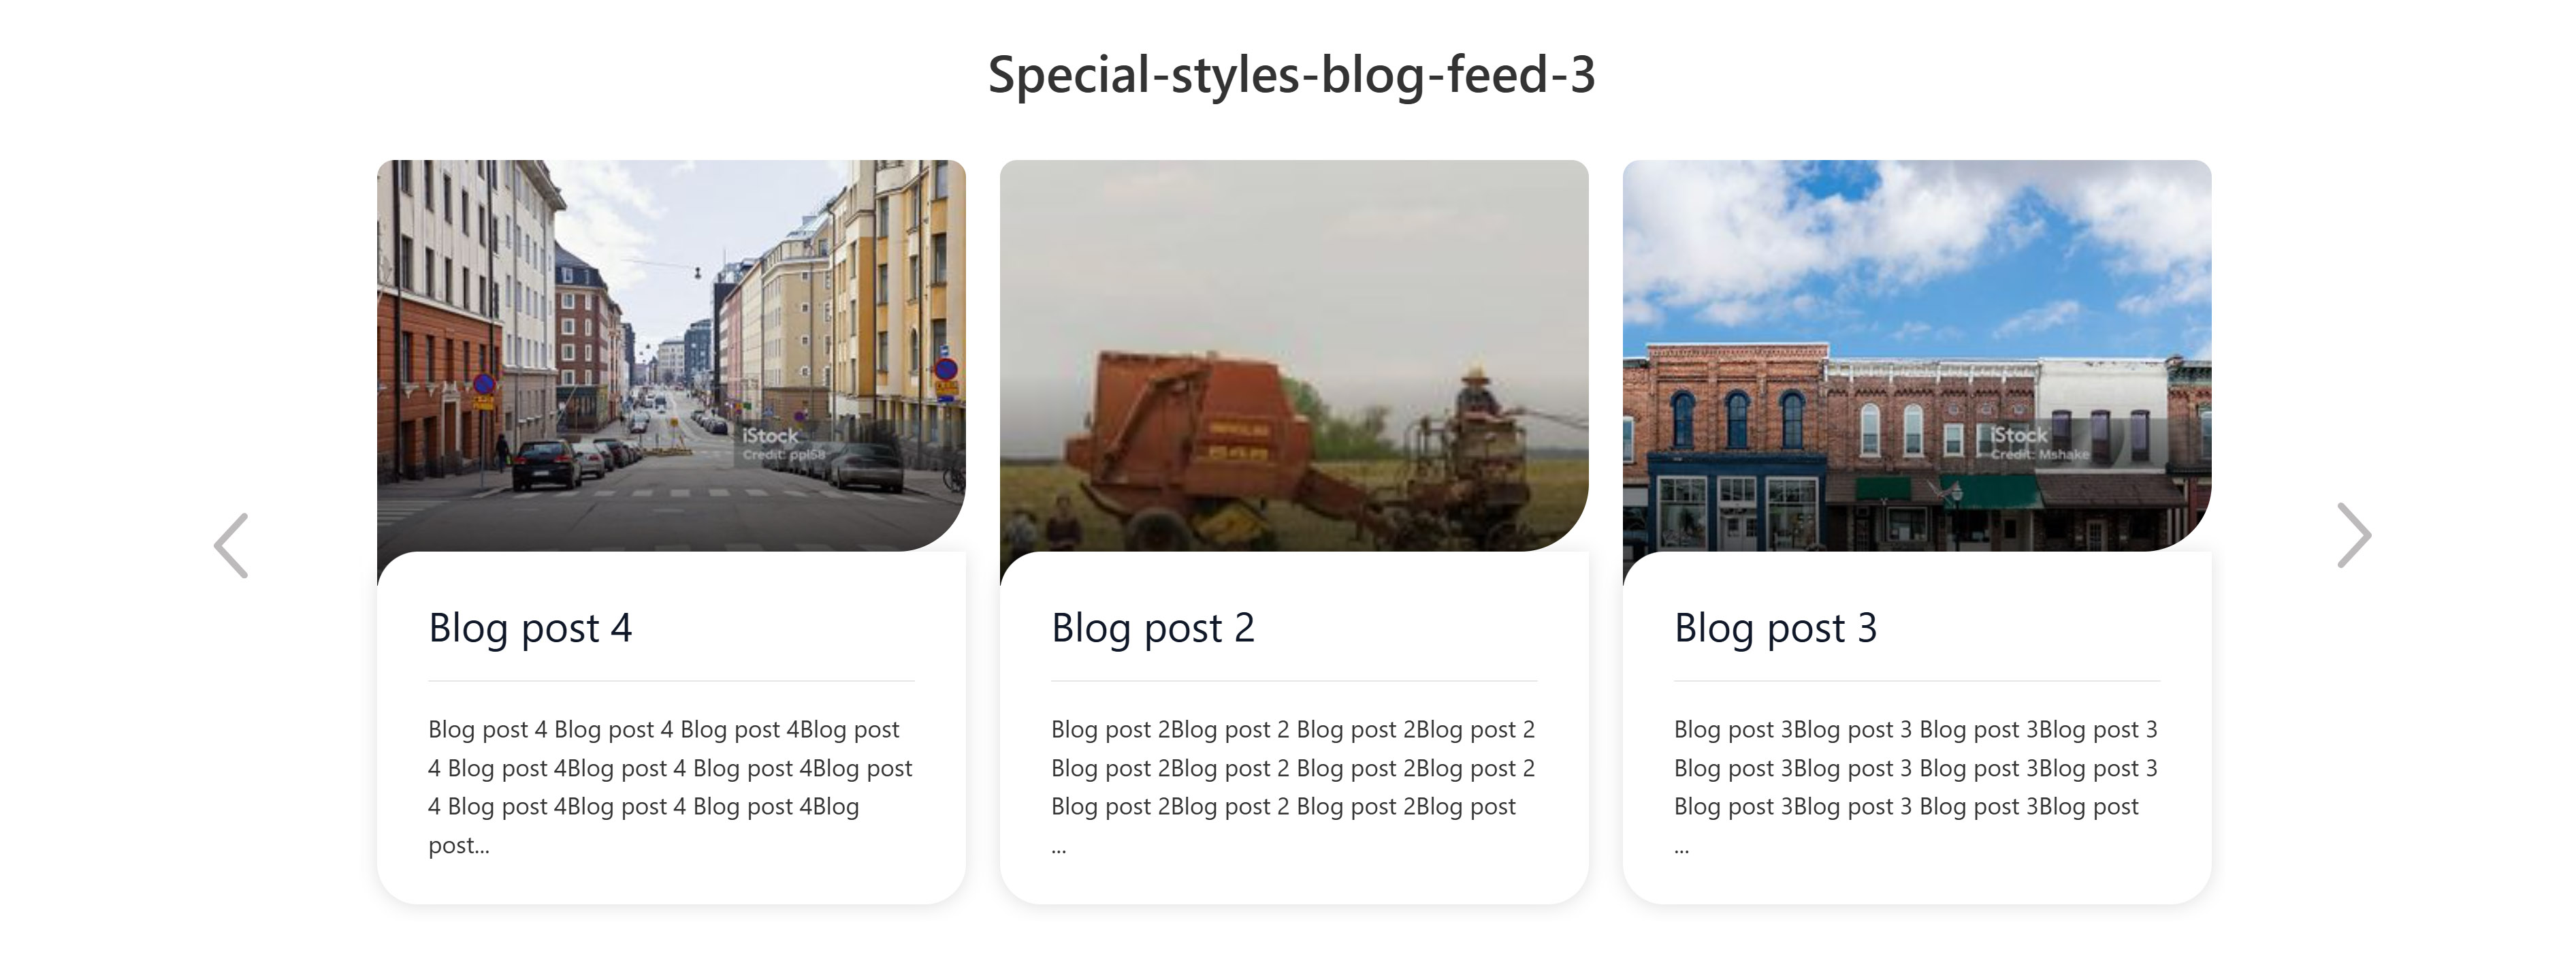 Special-styles-blog-feed-3
iStock
Credit: ppl58
iStock
Credit: Mshake
Blog post 4
Blog post 4 Blog post 4 Blog post 4Blog post
4 Blog post 4Blog post 4 Blog post 4Blog post
4 Blog post 4Blog post 4 Blog post 4Blog
post...
Blog post 2
Blog post 2Blog post 2 Blog post 2Blog post 2
Blog post 2Blog post 2 Blog post 2Blog post 2
Blog post 2Blog post 2 Blog post 2Blog post
...
Blog post 3
Blog post 3Blog post 3 Blog post 3Blog post 3
Blog post 3Blog post 3 Blog post 3Blog post 3
Blog post 3Blog post 3 Blog post 3Blog post
...